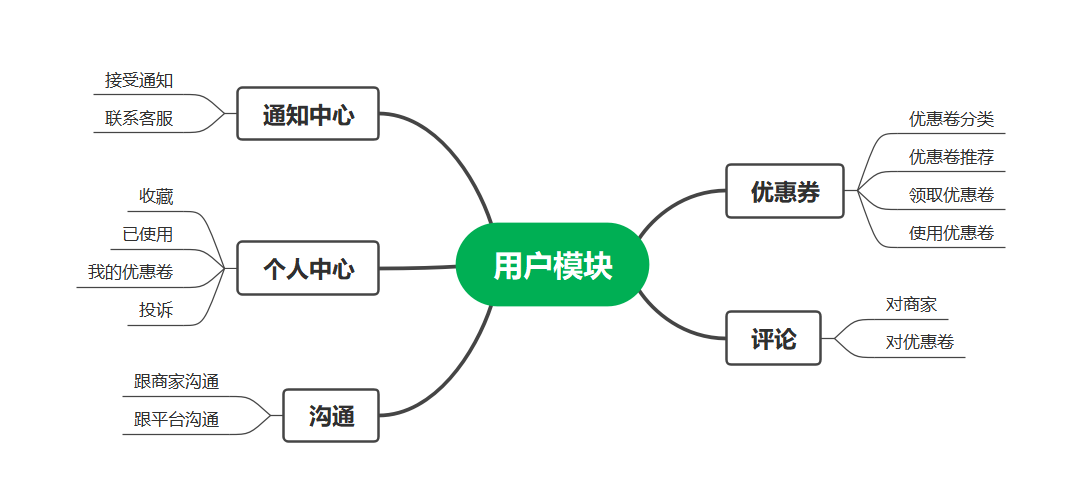 用户模块
通知中心
接受通知
联系客服
个人中心
收藏
已使用
我的优惠卷
投诉
沟通
跟商家沟通
跟平台沟通
优惠券
优惠卷分类
优惠卷推荐
领取优惠卷
使用优惠卷
评论
对商家
对优惠卷